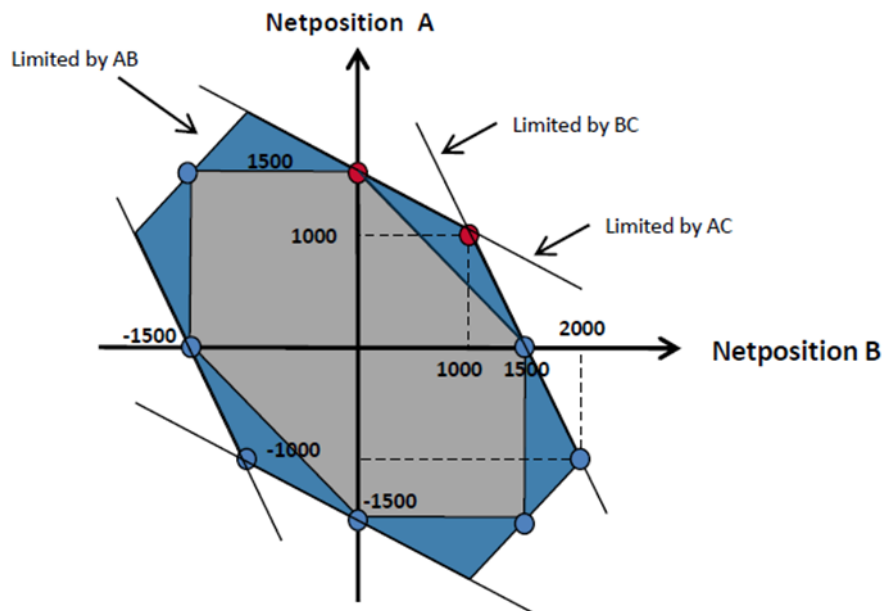 Netposition A
Limited by AB
Limited by BC
1500
Limited by AC
1000
-1500
2000
Netposition B
1000
1500
-1000
-1500